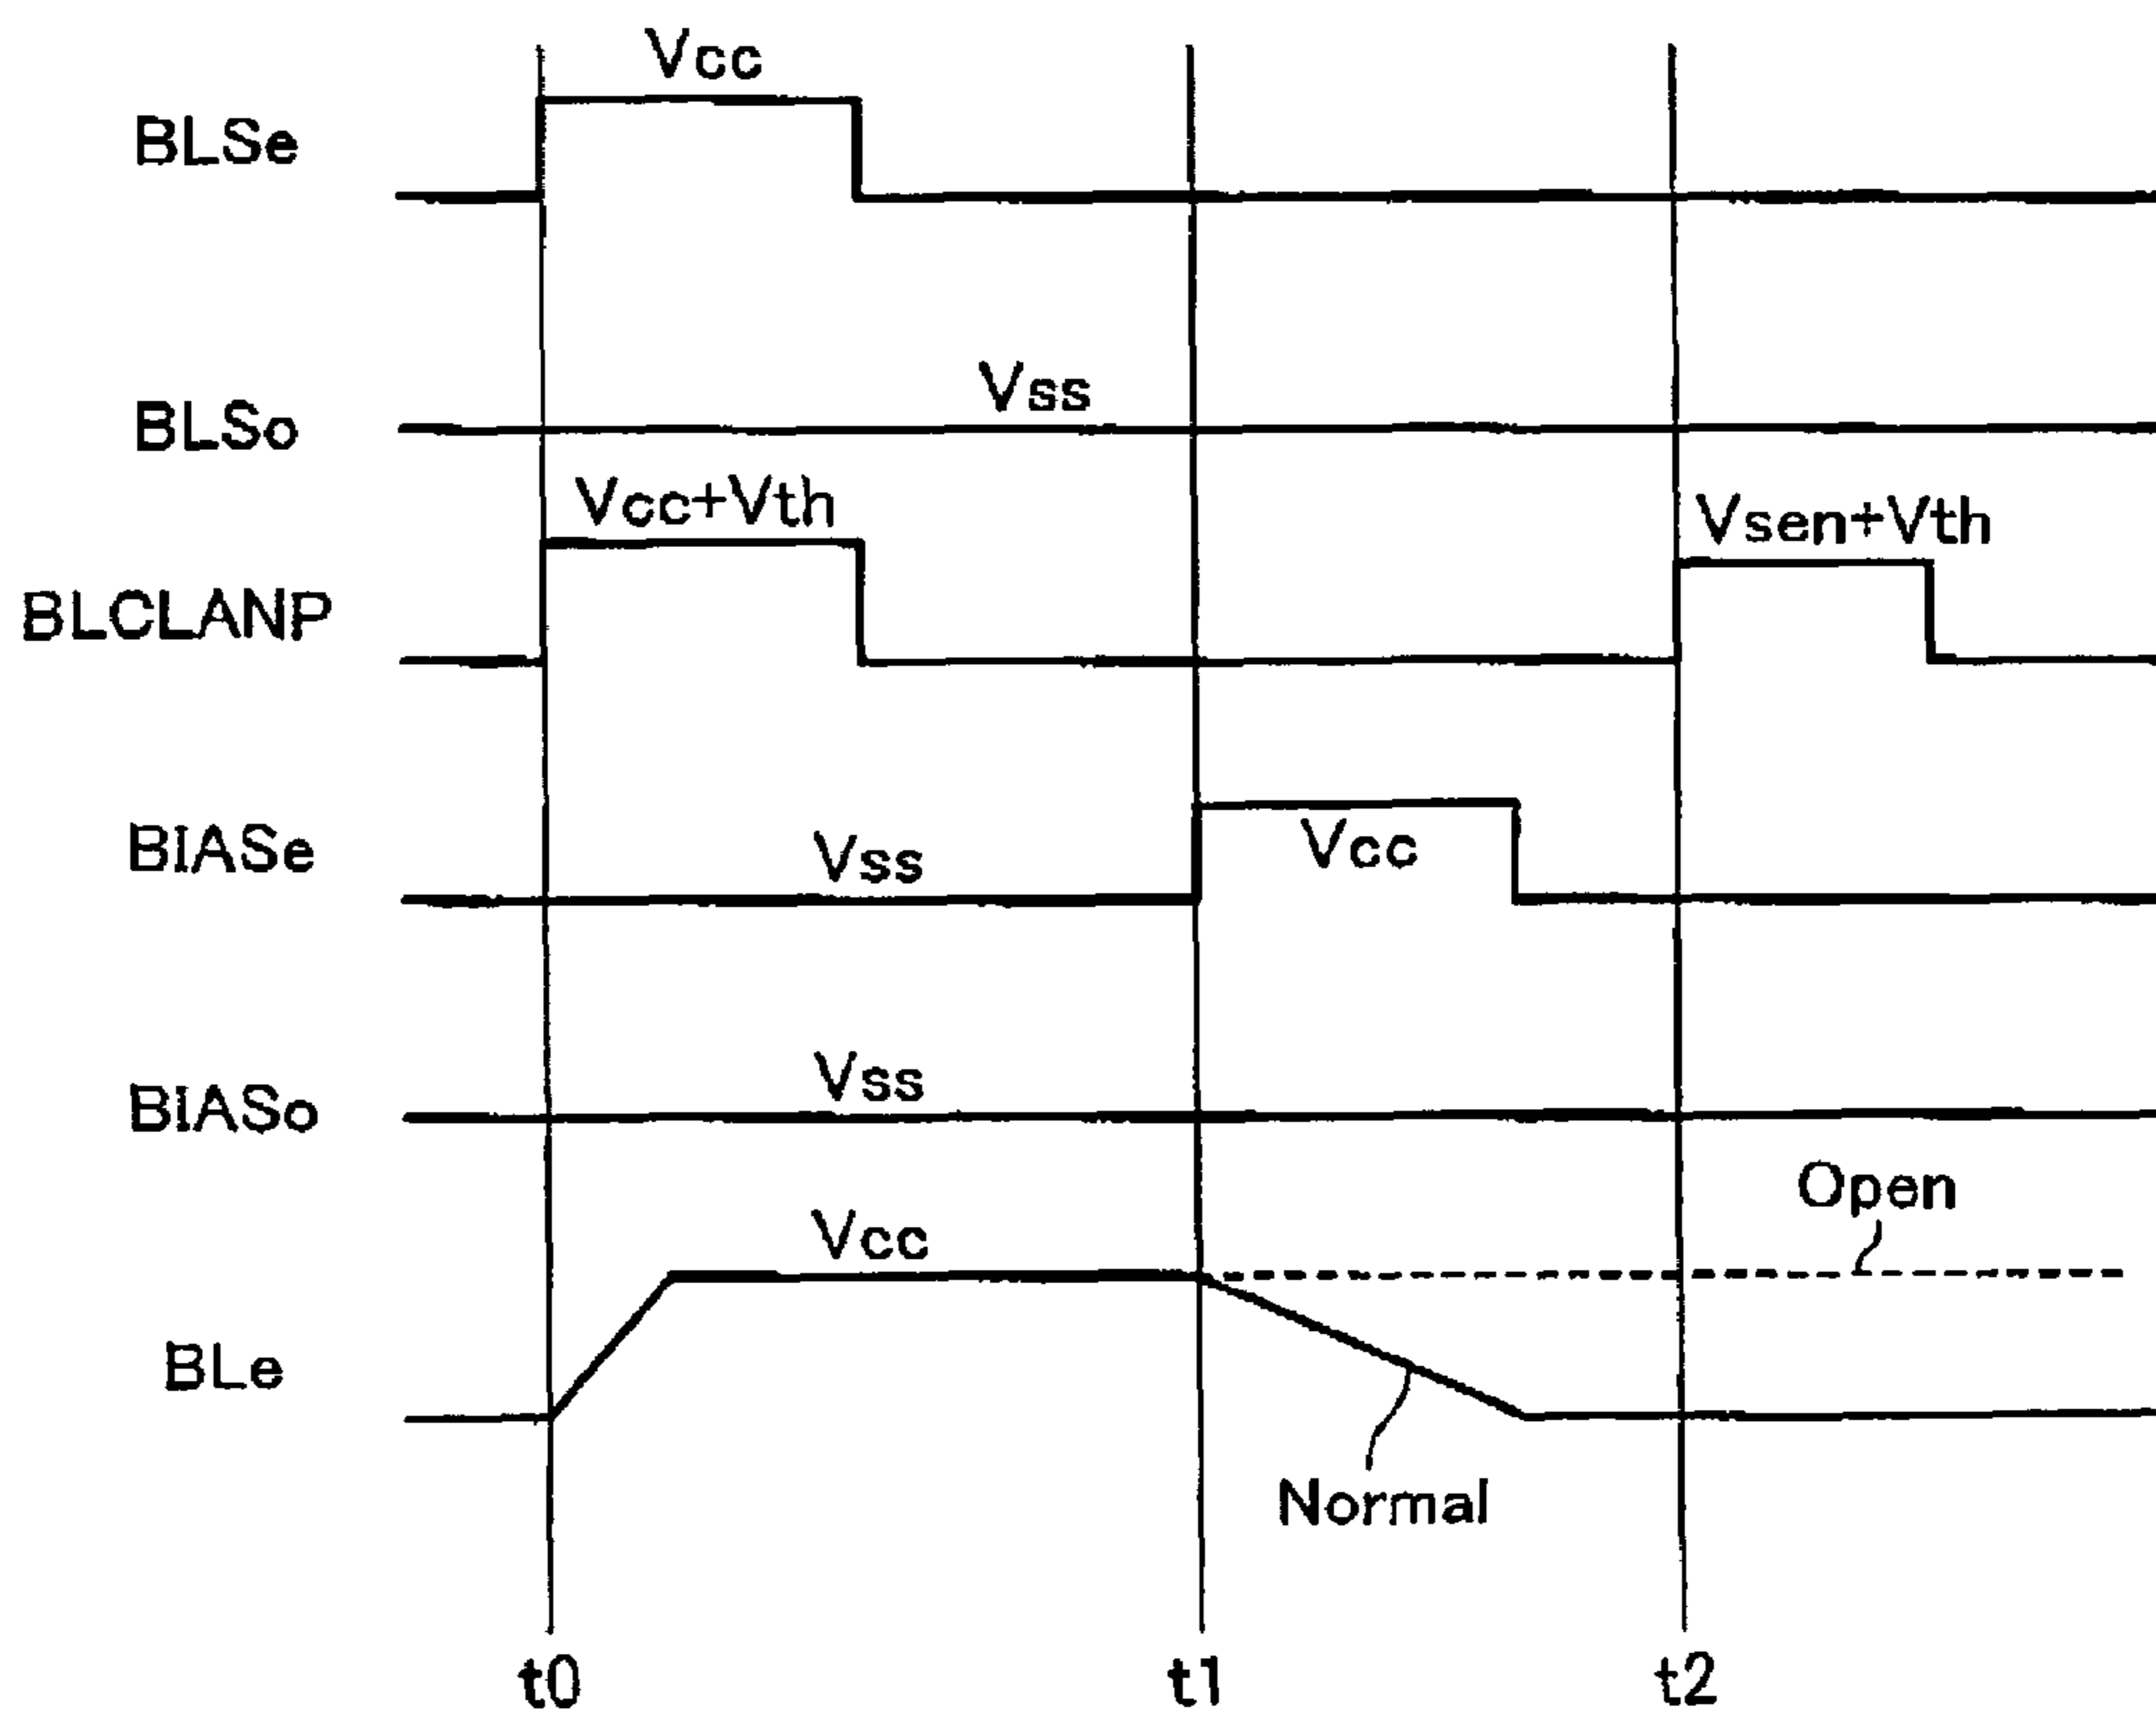 Vcc
BLSe
Vss
BLSo
Vcc+Vth
Vsen+Vth
BLCLANP
BIASe
Vss
Vcc
BIASo
Vss
Open
Vcc
BLe
Normal
t0
t1
t2